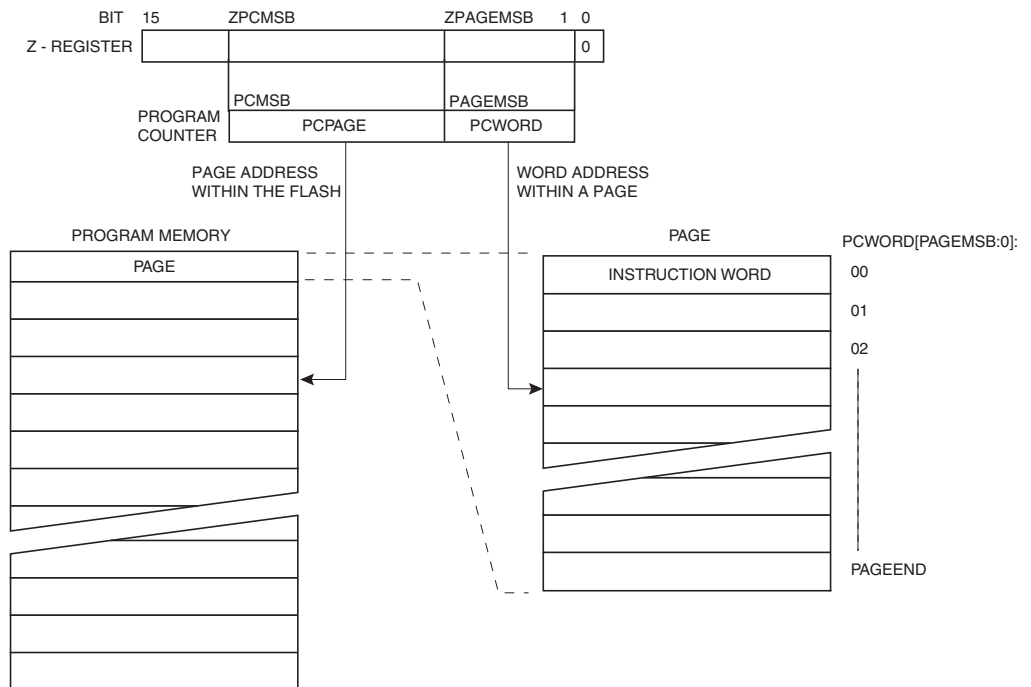 BIT 15 ZPCMSB ZPAGEMSB 1 0
Z - REGISTER 0
PCMSB PAGEMSB
PROGRAM
COUNTER
PCPAGE PCWORD
PAGE ADDRESS
WITHIN THE FLASH
WORD ADDRESS
WITHIN A PAGE
PROGRAM MEMORY
PAGE
PAGE
PCWORD[PAGEMSB:0]:
INSTRUCTION WORD 00
01
02
PAGEEND